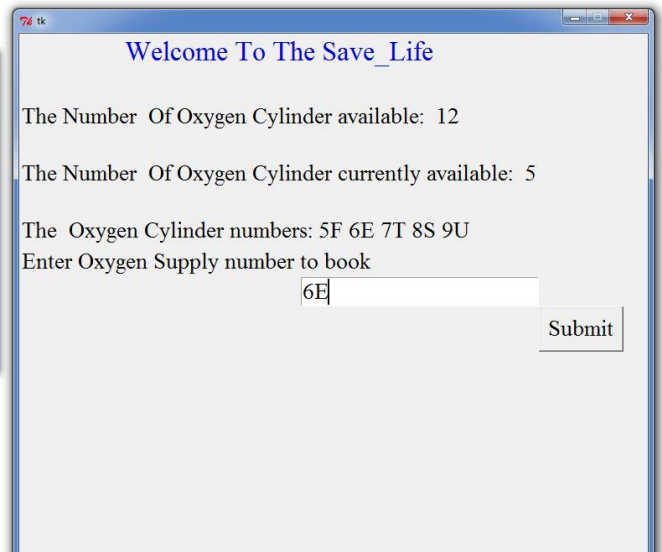 tk
Welcome To The Save_Life
The Number  Of Oxygen Cylinder available:  12
The Number  Of Oxygen Cylinder currently available:  5
The  Oxygen Cylinder numbers: 5F 6E 7T 8S 9U
Enter Oxygen Supply number to book
6E
Submit